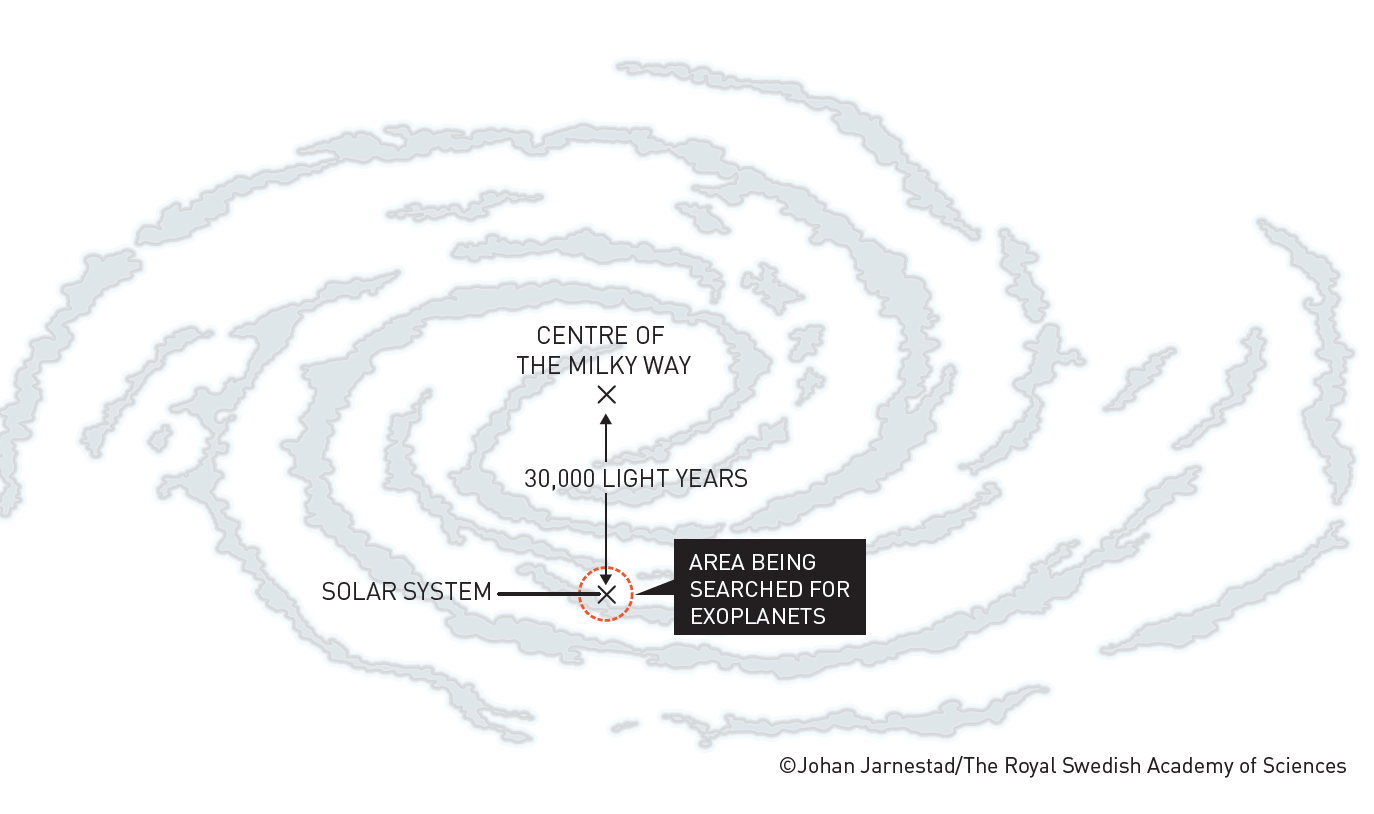 CENTRE OF
THE MILKY WAY
30,000 LIGHT YEARS
SOLAR SYSTEM
AREA BEING
SEARCHED FOR
EXOPLANETS
©Johan Jarnestad/The Royal Swedish Academy of Sciences